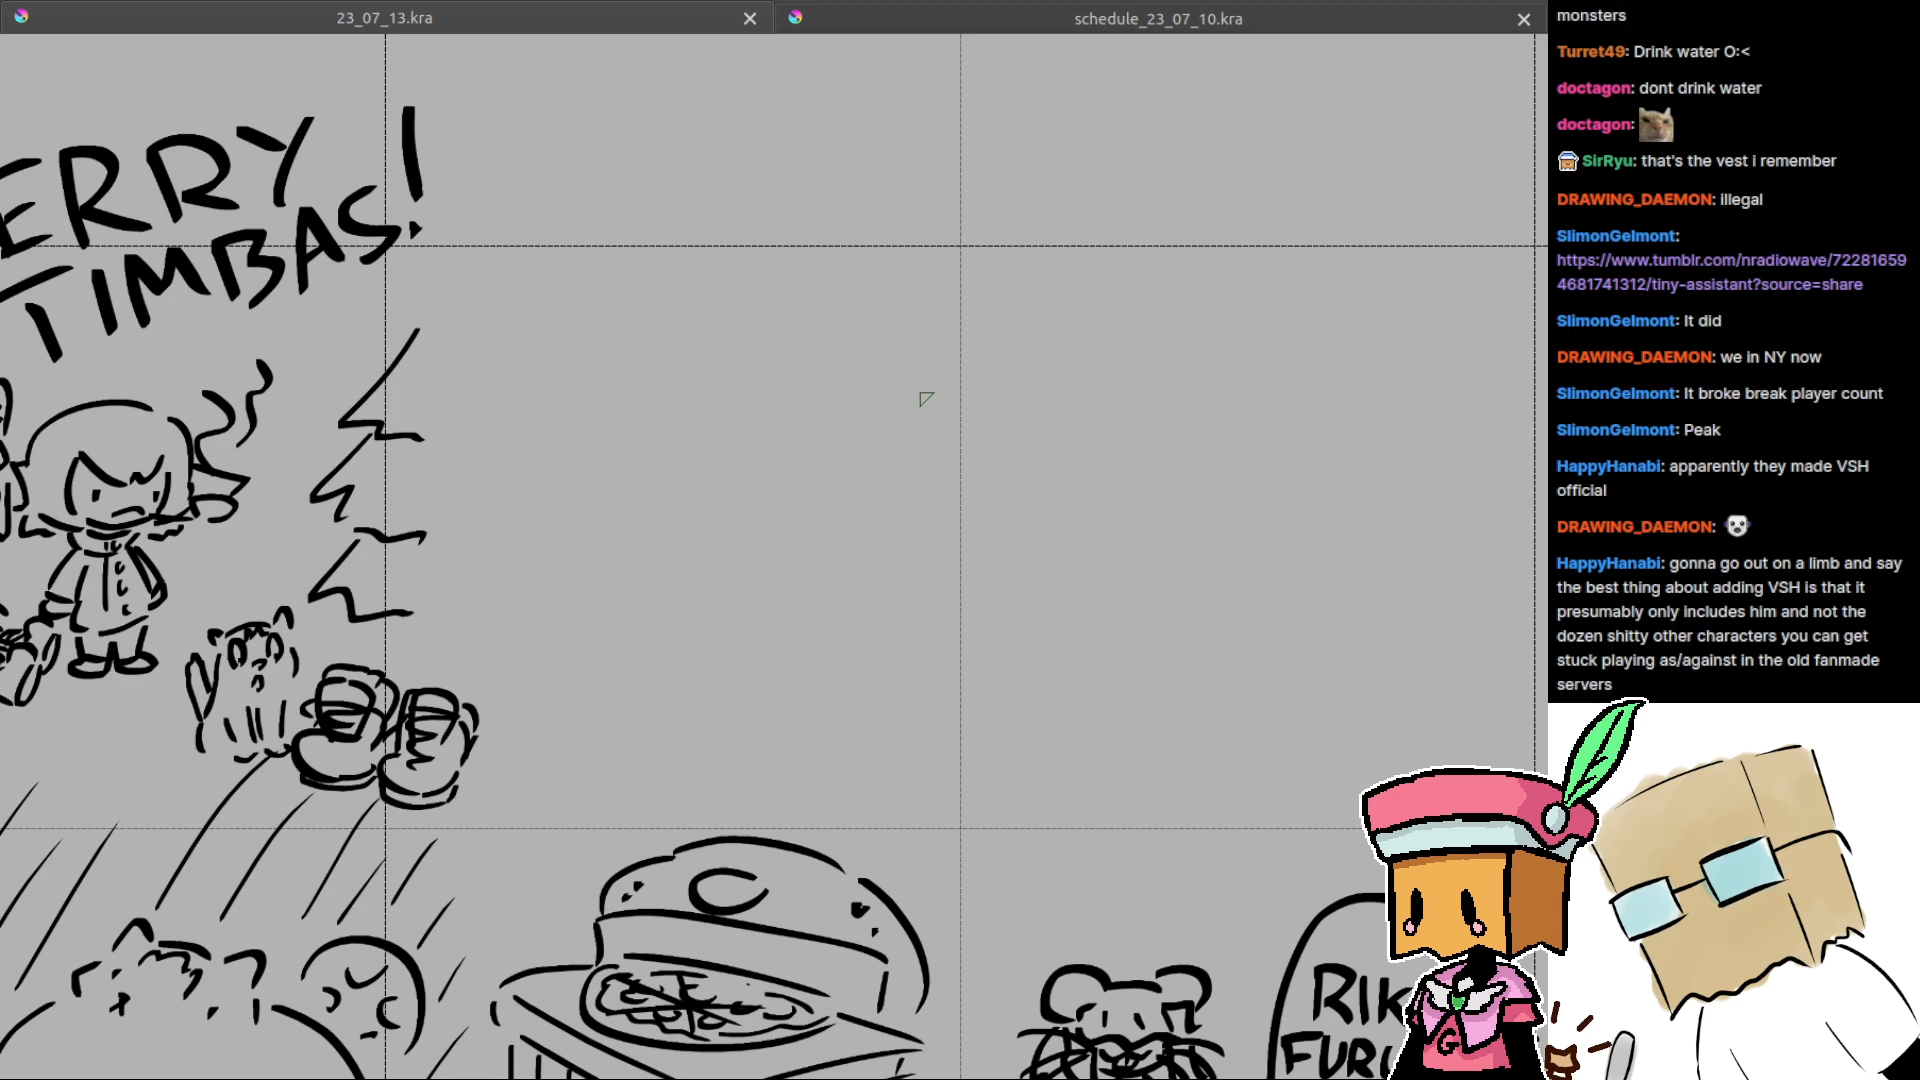 23_07_13.kra
schedule_23_07_10.kra
ERRY
TIMBAS!
C
RIK
FUR
G
monsters
Turret49: Drink water O:<
doctagon: dont drink water
doctagon:
SirRyu: that's the vest i remember
DRAWING_DAEMON: illegal
SlimonGelmont:
https://www.tumblr.com/nradiowave/72281659
4681741312/tiny-assistant?source=share
SlimonGelmont: It did
DRAWING_DAEMON: we in NY now
SlimonGelmont: It broke break player count
SlimonGelmont: Peak
HappyHanabi: apparently they made VSH
official
DRAWING_DAEMON:
HappyHanabi: gonna go out on a limb and say
the best thing about adding VSH is that it
presumably only includes him and not the
dozen shitty other characters you can get
stuck playing as/against in the old fanmade
servers